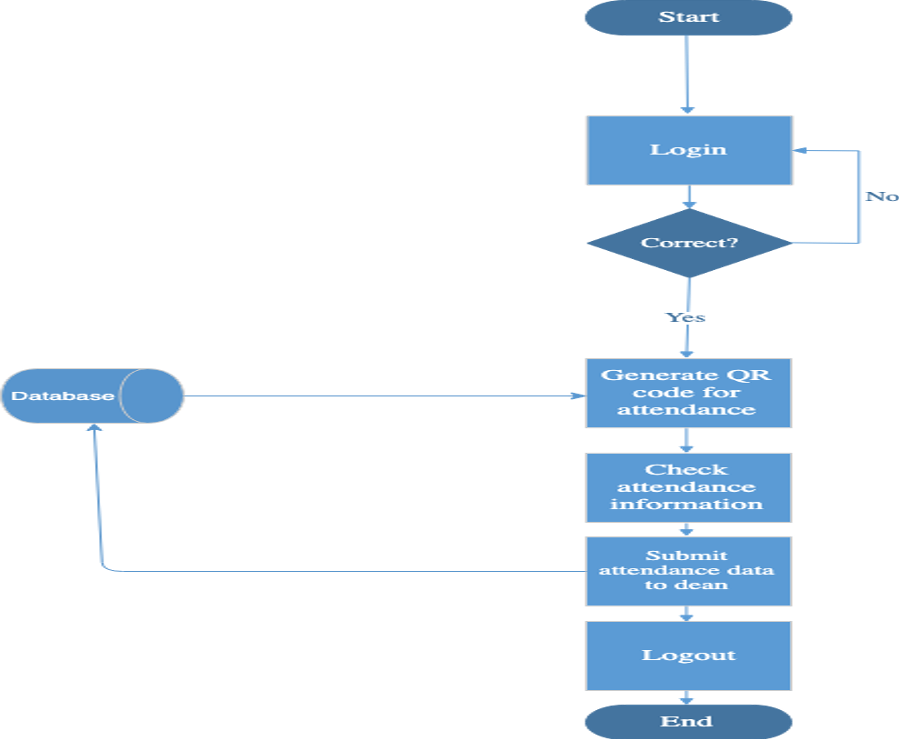 Start
Login
No
Correct?
Yes
Database
Generate QR
code for
attendance
Check
attendance
information
Submit
attendance data
to dean
Logout
End